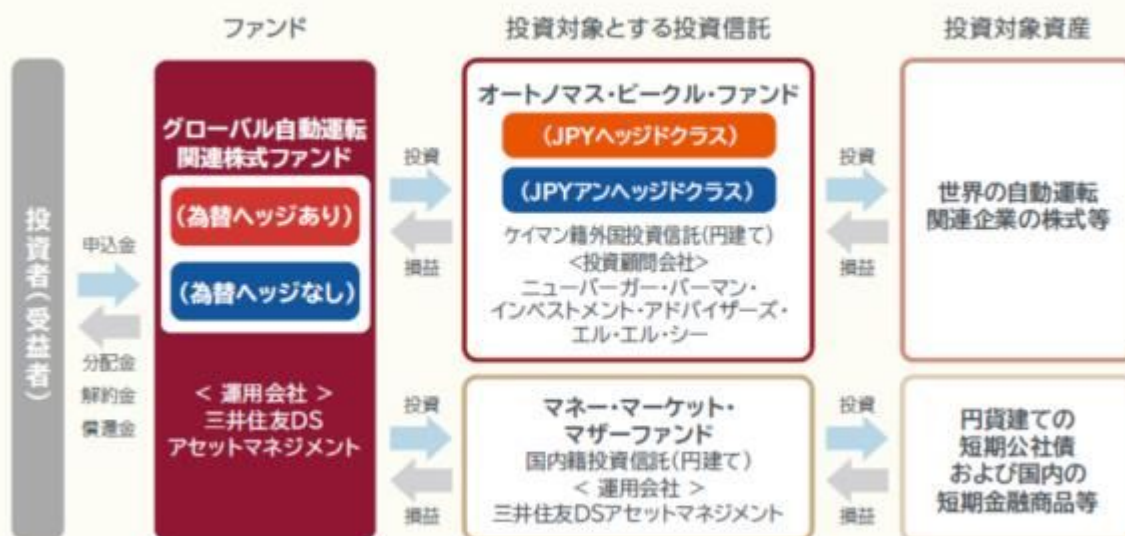 ファンド
投資対象とする投資信託
投資対象資産
投資者(受益者)
申込金
分配金
解約金
償還金
グローバル自動運転
関連株式ファンド
(為替ヘッジあり)
(為替ヘッジなし)
< 運用会社 >
三井住友DS
アセットマネジメント
投資
損益
投資
損益
オートノマス・ビークル・ファンド
(JPYヘッジドクラス)
(JPYアンヘッジドクラス)
ケイマン籍外国投資信託(円建て)
<投資顧問会社>
ニューバーガー・バーマン・
インベストメント・アドバイザーズ・
エル・エル・シー
マネー・マーケット・
マザーファンド
国内籍投資信託(円建て)
< 運用会社 >
三井住友DSアセットマネジメント
投資
損益
投資
損益
世界の自動運転
関連企業の株式等
円貨建ての
短期公社債
および国内の
短期金融商品等